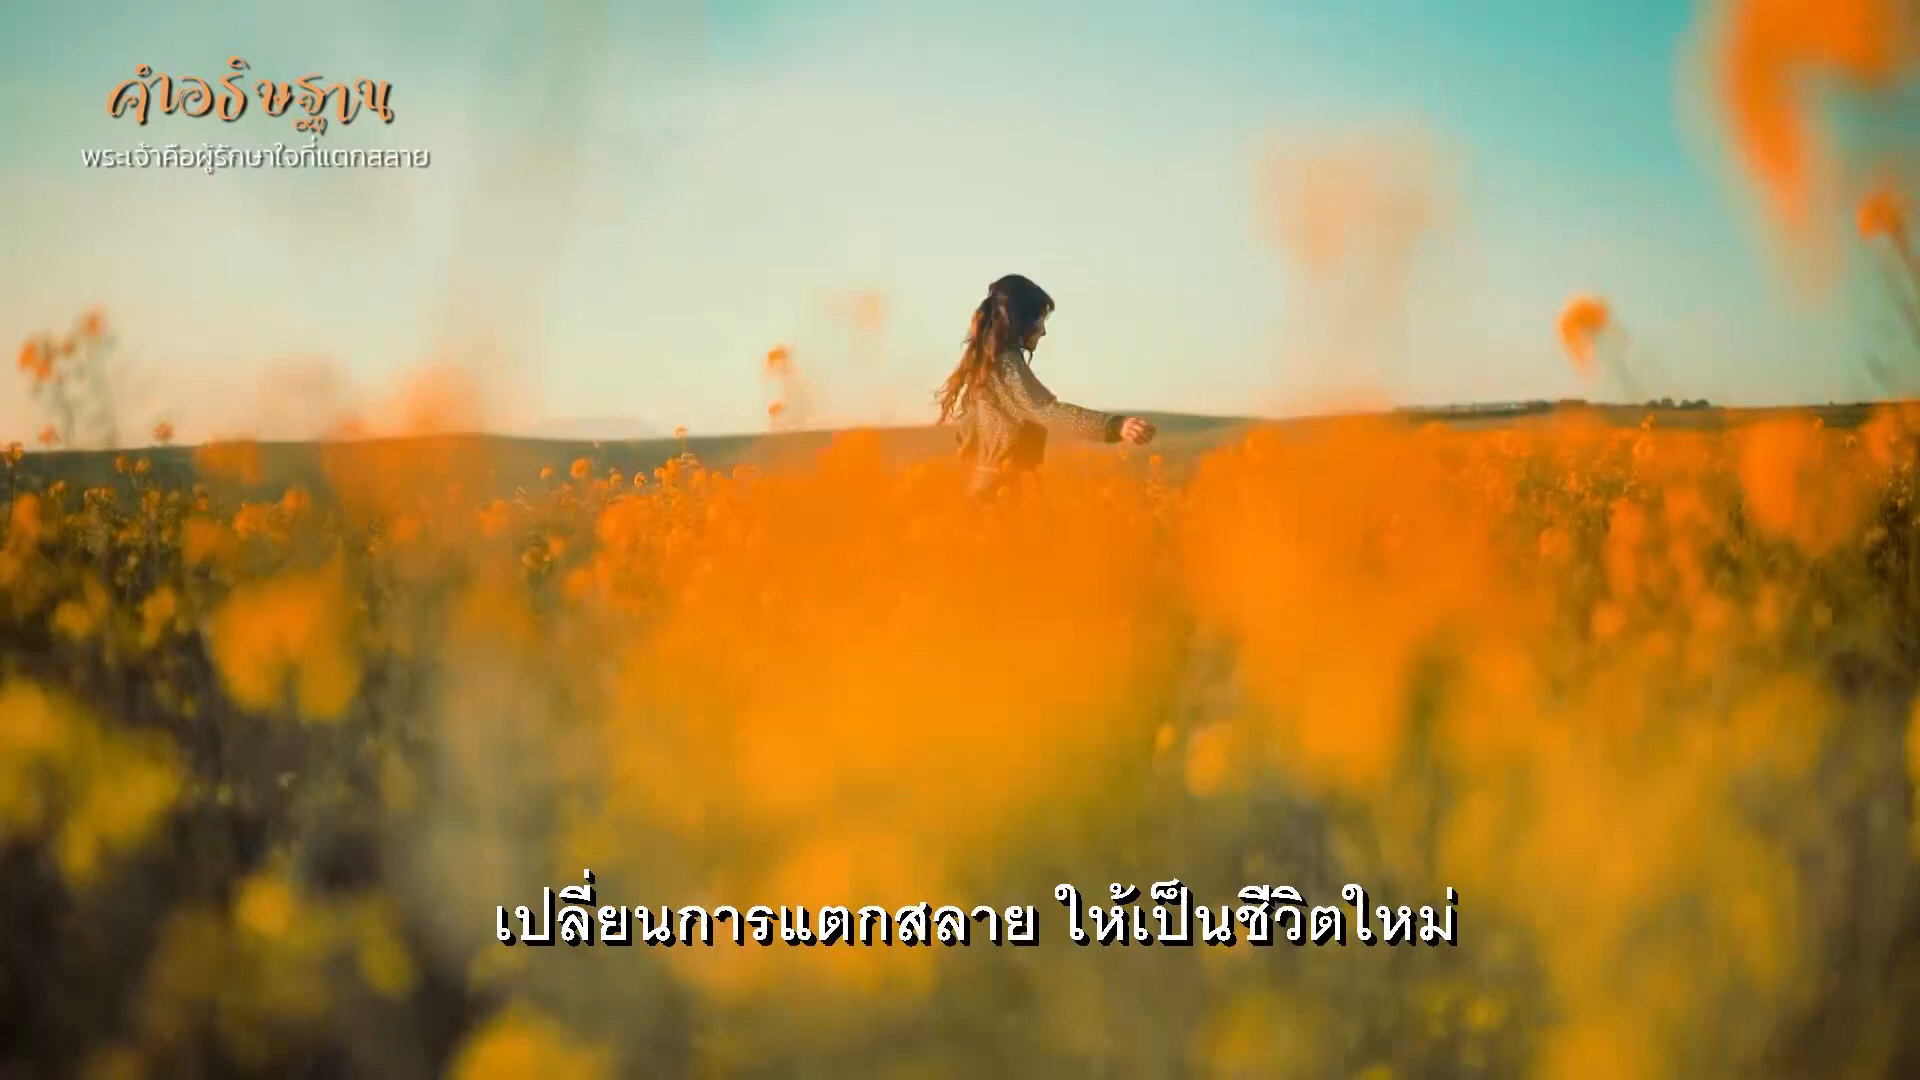 คำอธิษฐาน
พระเจ้าคือผู้รักษาใจที่แตกสลาย
เปลี่ยนการแตกสลาย ให้เป็นชีวิตใหม่